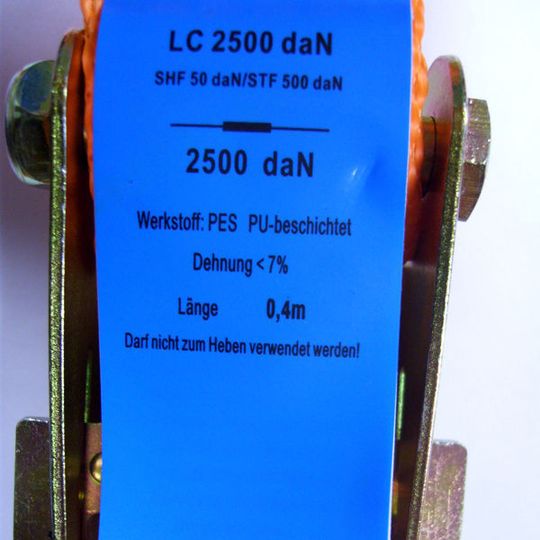 LC 2500 daN
SHF 50 daN/STF 500 daN
2500 daN
Werkstoff: PES PU-beschichtet
Dehnung < 7%
Länge 0,4m
Darf nicht zum Heben verwendet werden!